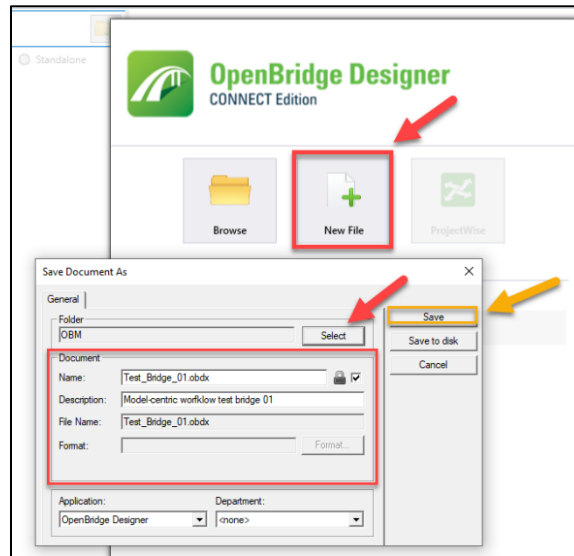 Standalone
OpenBridge Designer
CONNECT Edition
Browse
New File
ProjectWise
Save Document As
General
Folder
OBM
Select
Save
Save to disk
Cancel
Document
Name:
Test_Bridge_01.obdx
Description:
Model-centric worfklow test bridge 01
File Name:
Test_Bridge_01.obdx
Format:
Format...
Application:
Department:
OpenBridge Designer
<none>